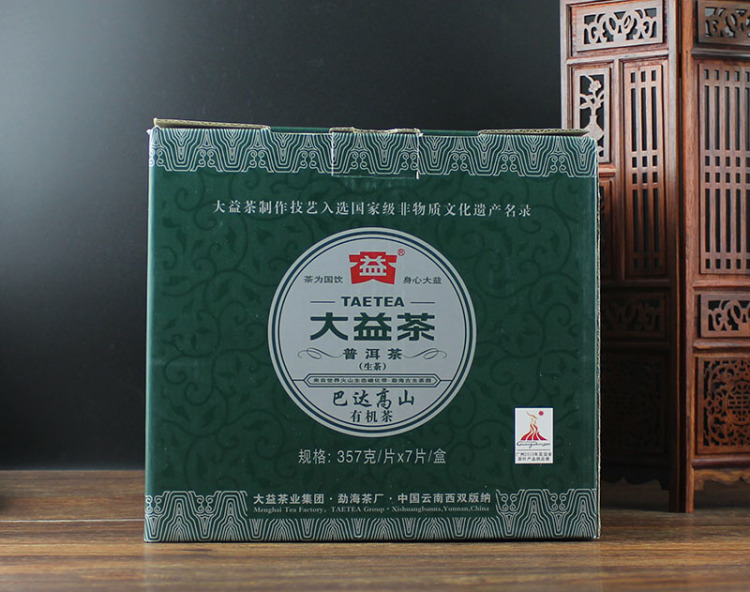 大益茶制作技艺入选国家级非物质文化遗产名录
益®
茶为国饮 身心大益
TAETEA
大益茶
普洱茶
(生茶)
巴达高山
有机茶
规格: 357克/片x7片/盒
大益茶业集团·勐海茶厂·中国云南西双版纳
Menghai Tea Factory, TAETEA Group·Xishuangbanna, Yunnan, China